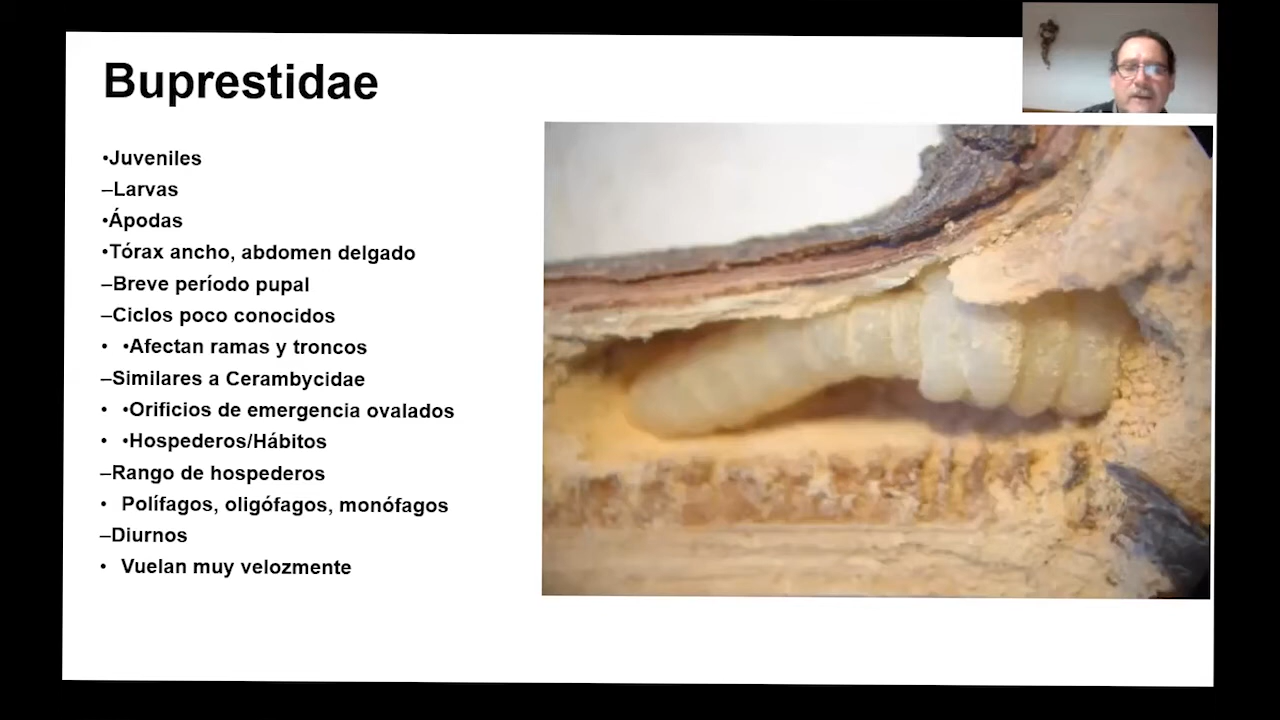 Buprestidae
•Juveniles
–Larvas
•Ápodas
•Tórax ancho, abdomen delgado
–Breve período pupal
–Ciclos poco conocidos
• •Afectan ramas y troncos
–Similares a Cerambycidae
• •Orificios de emergencia ovalados
• •Hospederos/Hábitos
–Rango de hospederos
• Polífagos, oligófagos, monófagos
–Diurnos
• Vuelan muy velozmente